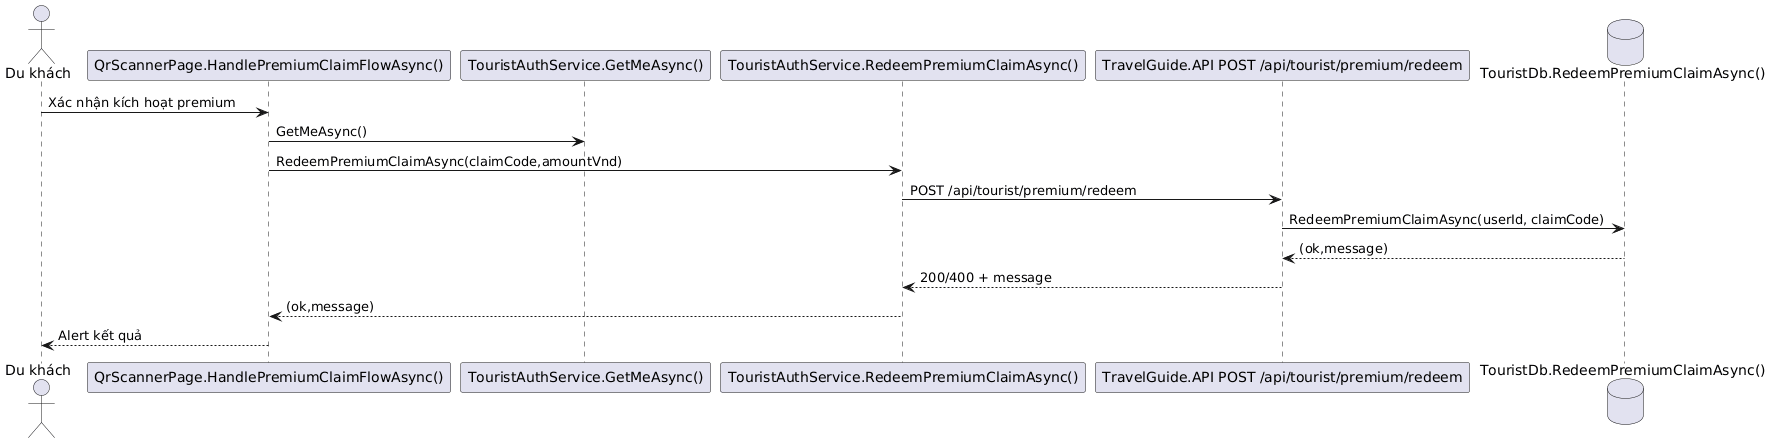 Du khách
QrScannerPage.HandlePremiumClaimFlowAsync()
TouristAuthService.GetMeAsync()
TouristAuthService.RedeemPremiumClaimAsync()
TravelGuide.API POST /api/tourist/premium/redeem
TouristDb.RedeemPremiumClaimAsync()
Xác nhận kích hoạt premium
GetMeAsync()
RedeemPremiumClaimAsync(claimCode,amountVnd)
POST /api/tourist/premium/redeem
RedeemPremiumClaimAsync(userId, claimCode)
(ok,message)
200/400 + message
(ok,message)
Alert kết quả
Du khách
QrScannerPage.HandlePremiumClaimFlowAsync()
TouristAuthService.GetMeAsync()
TouristAuthService.RedeemPremiumClaimAsync()
TravelGuide.API POST /api/tourist/premium/redeem
TouristDb.RedeemPremiumClaimAsync()